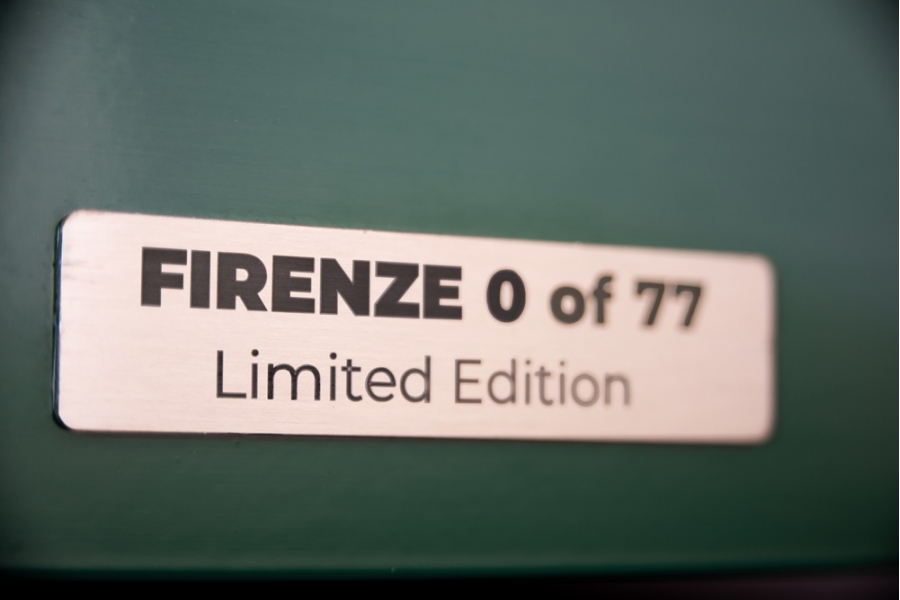 FIRENZE 0 of 77
Limited Edition